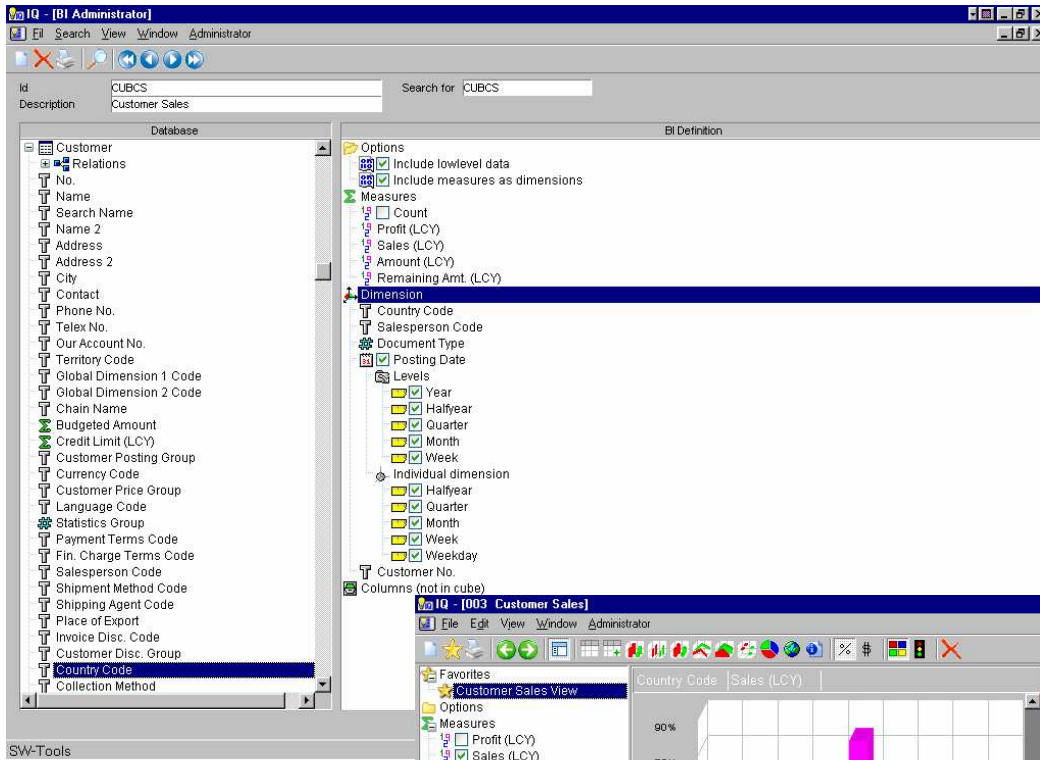 IQ - [BI Administrator]
Fil Search View Window Administrator
Id CUBCS Search for CUBCS
Description Customer Sales
Database
Customer
Relations
No.
Name
Search Name
Name 2
Address
Address 2
City
Contact
Phone No.
Telex No.
Our Account No.
Territory Code
Global Dimension 1 Code
Global Dimension 2 Code
Chain Name
Budgeted Amount
Credit Limit (LCY)
Customer Posting Group
Currency Code
Customer Price Group
Language Code
Statistics Group
Payment Terms Code
Fin. Charge Terms Code
Salesperson Code
Shipment Method Code
Shipping Agent Code
Place of Export
Invoice Disc. Code
Customer Disc. Group
Country Code
Collection Method
BI Definition
Options
Include lowlevel data
Include measures as dimensions
Measures
Count
Profit (LCY)
Sales (LCY)
Amount (LCY)
Remaining Amt. (LCY)
Dimension
Country Code
Salesperson Code
Document Type
Posting Date
Levels
Year
Halfyear
Quarter
Month
Week
Individual dimension
Halfyear
Quarter
Month
Week
Weekday
Customer No.
Columns (not in cube)
IQ - [003 Customer Sales]
File Edit View Window Administrator
Favorites
Customer Sales View
Options
Measures
Profit (LCY)
Sales (LCY)
Country Code Sales (LCY)
90%
SW-Tools